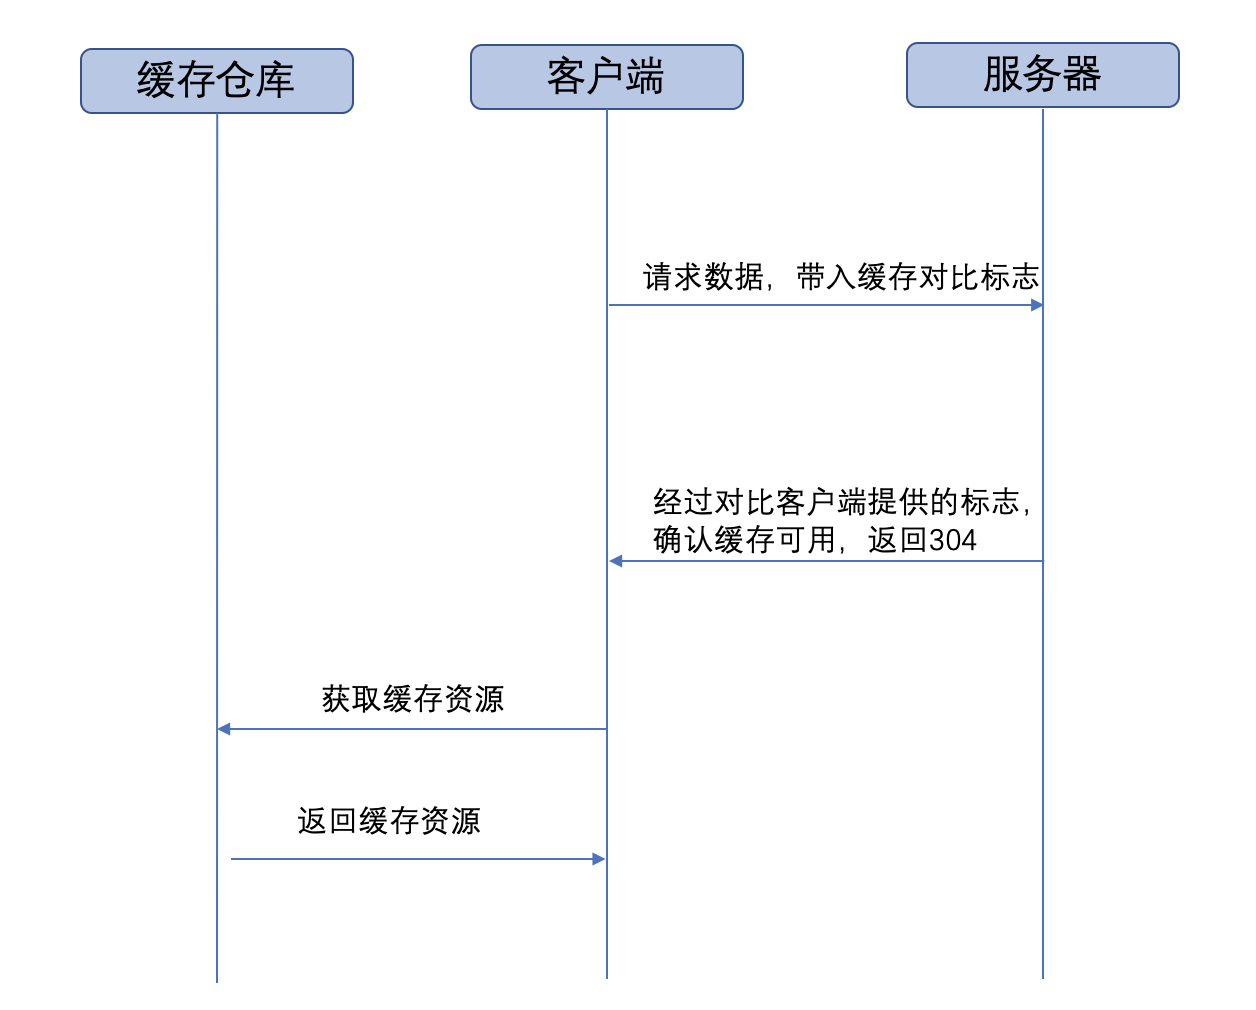 缓存仓库
客户端
服务器
请求数据，带入缓存对比标志
经过对比客户端提供的标志，
确认缓存可用，返回304
获取缓存资源
返回缓存资源